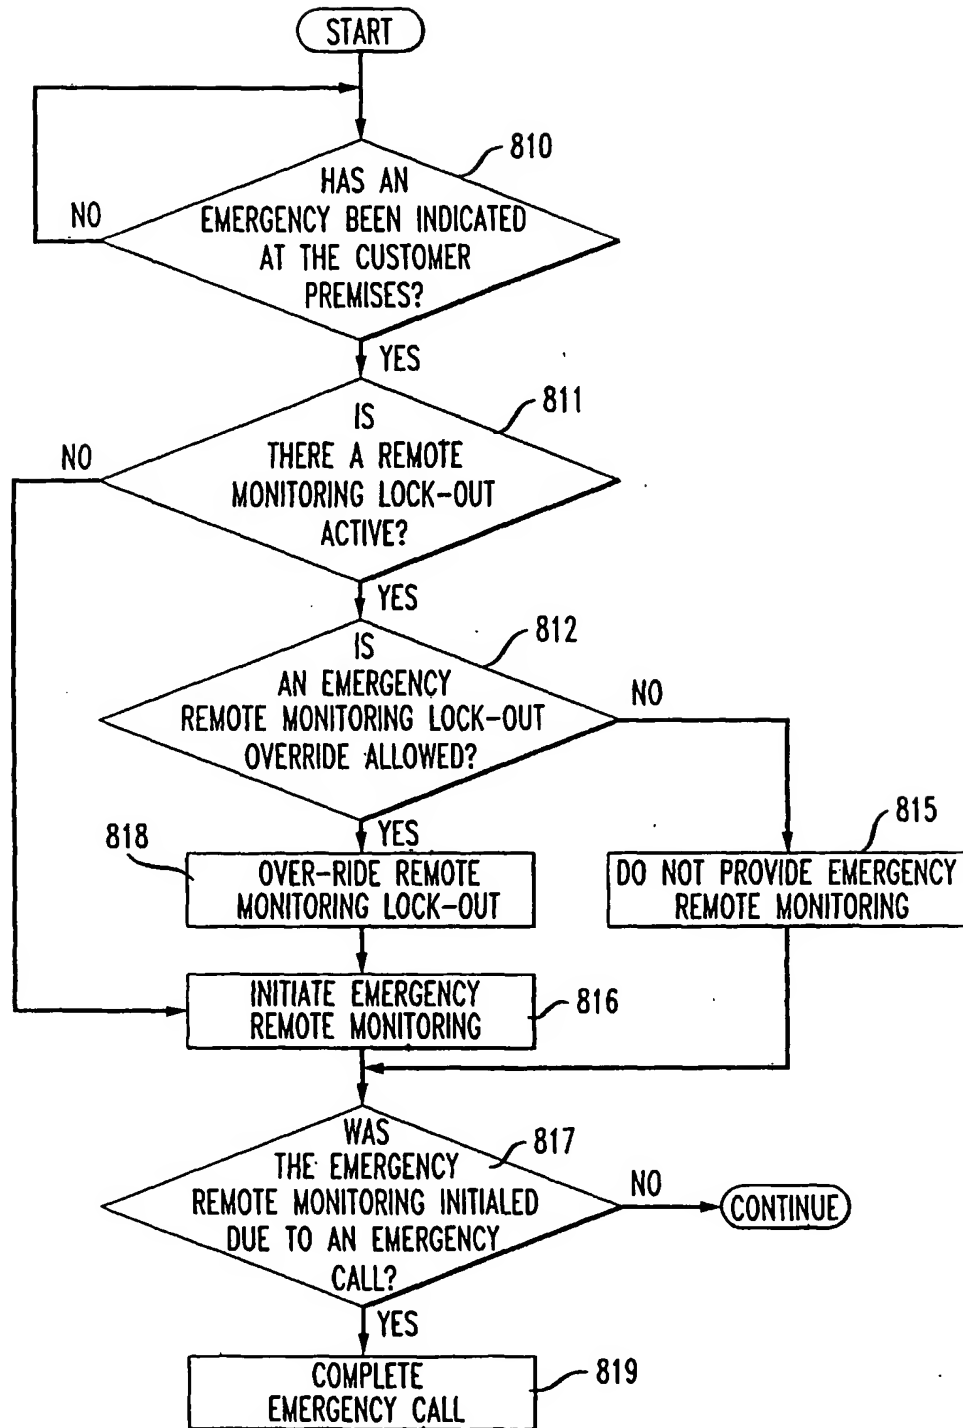 START
810
HAS AN
EMERGENCY BEEN INDICATED
AT THE CUSTOMER
PREMISES?
NO
YES
811
IS
THERE A REMOTE
MONITORING LOCK-OUT
ACTIVE?
NO
YES
812
IS
AN EMERGENCY
REMOTE MONITORING LOCK-OUT
OVERRIDE ALLOWED?
NO
YES
818
OVER-RIDE REMOTE
MONITORING LOCK-OUT
815
DO NOT PROVIDE EMERGENCY
REMOTE MONITORING
INITIATE EMERGENCY
REMOTE MONITORING
816
WAS
THE EMERGENCY
REMOTE MONITORING INITIALED
DUE TO AN EMERGENCY
CALL?
817
NO
CONTINUE
YES
COMPLETE
EMERGENCY CALL
819